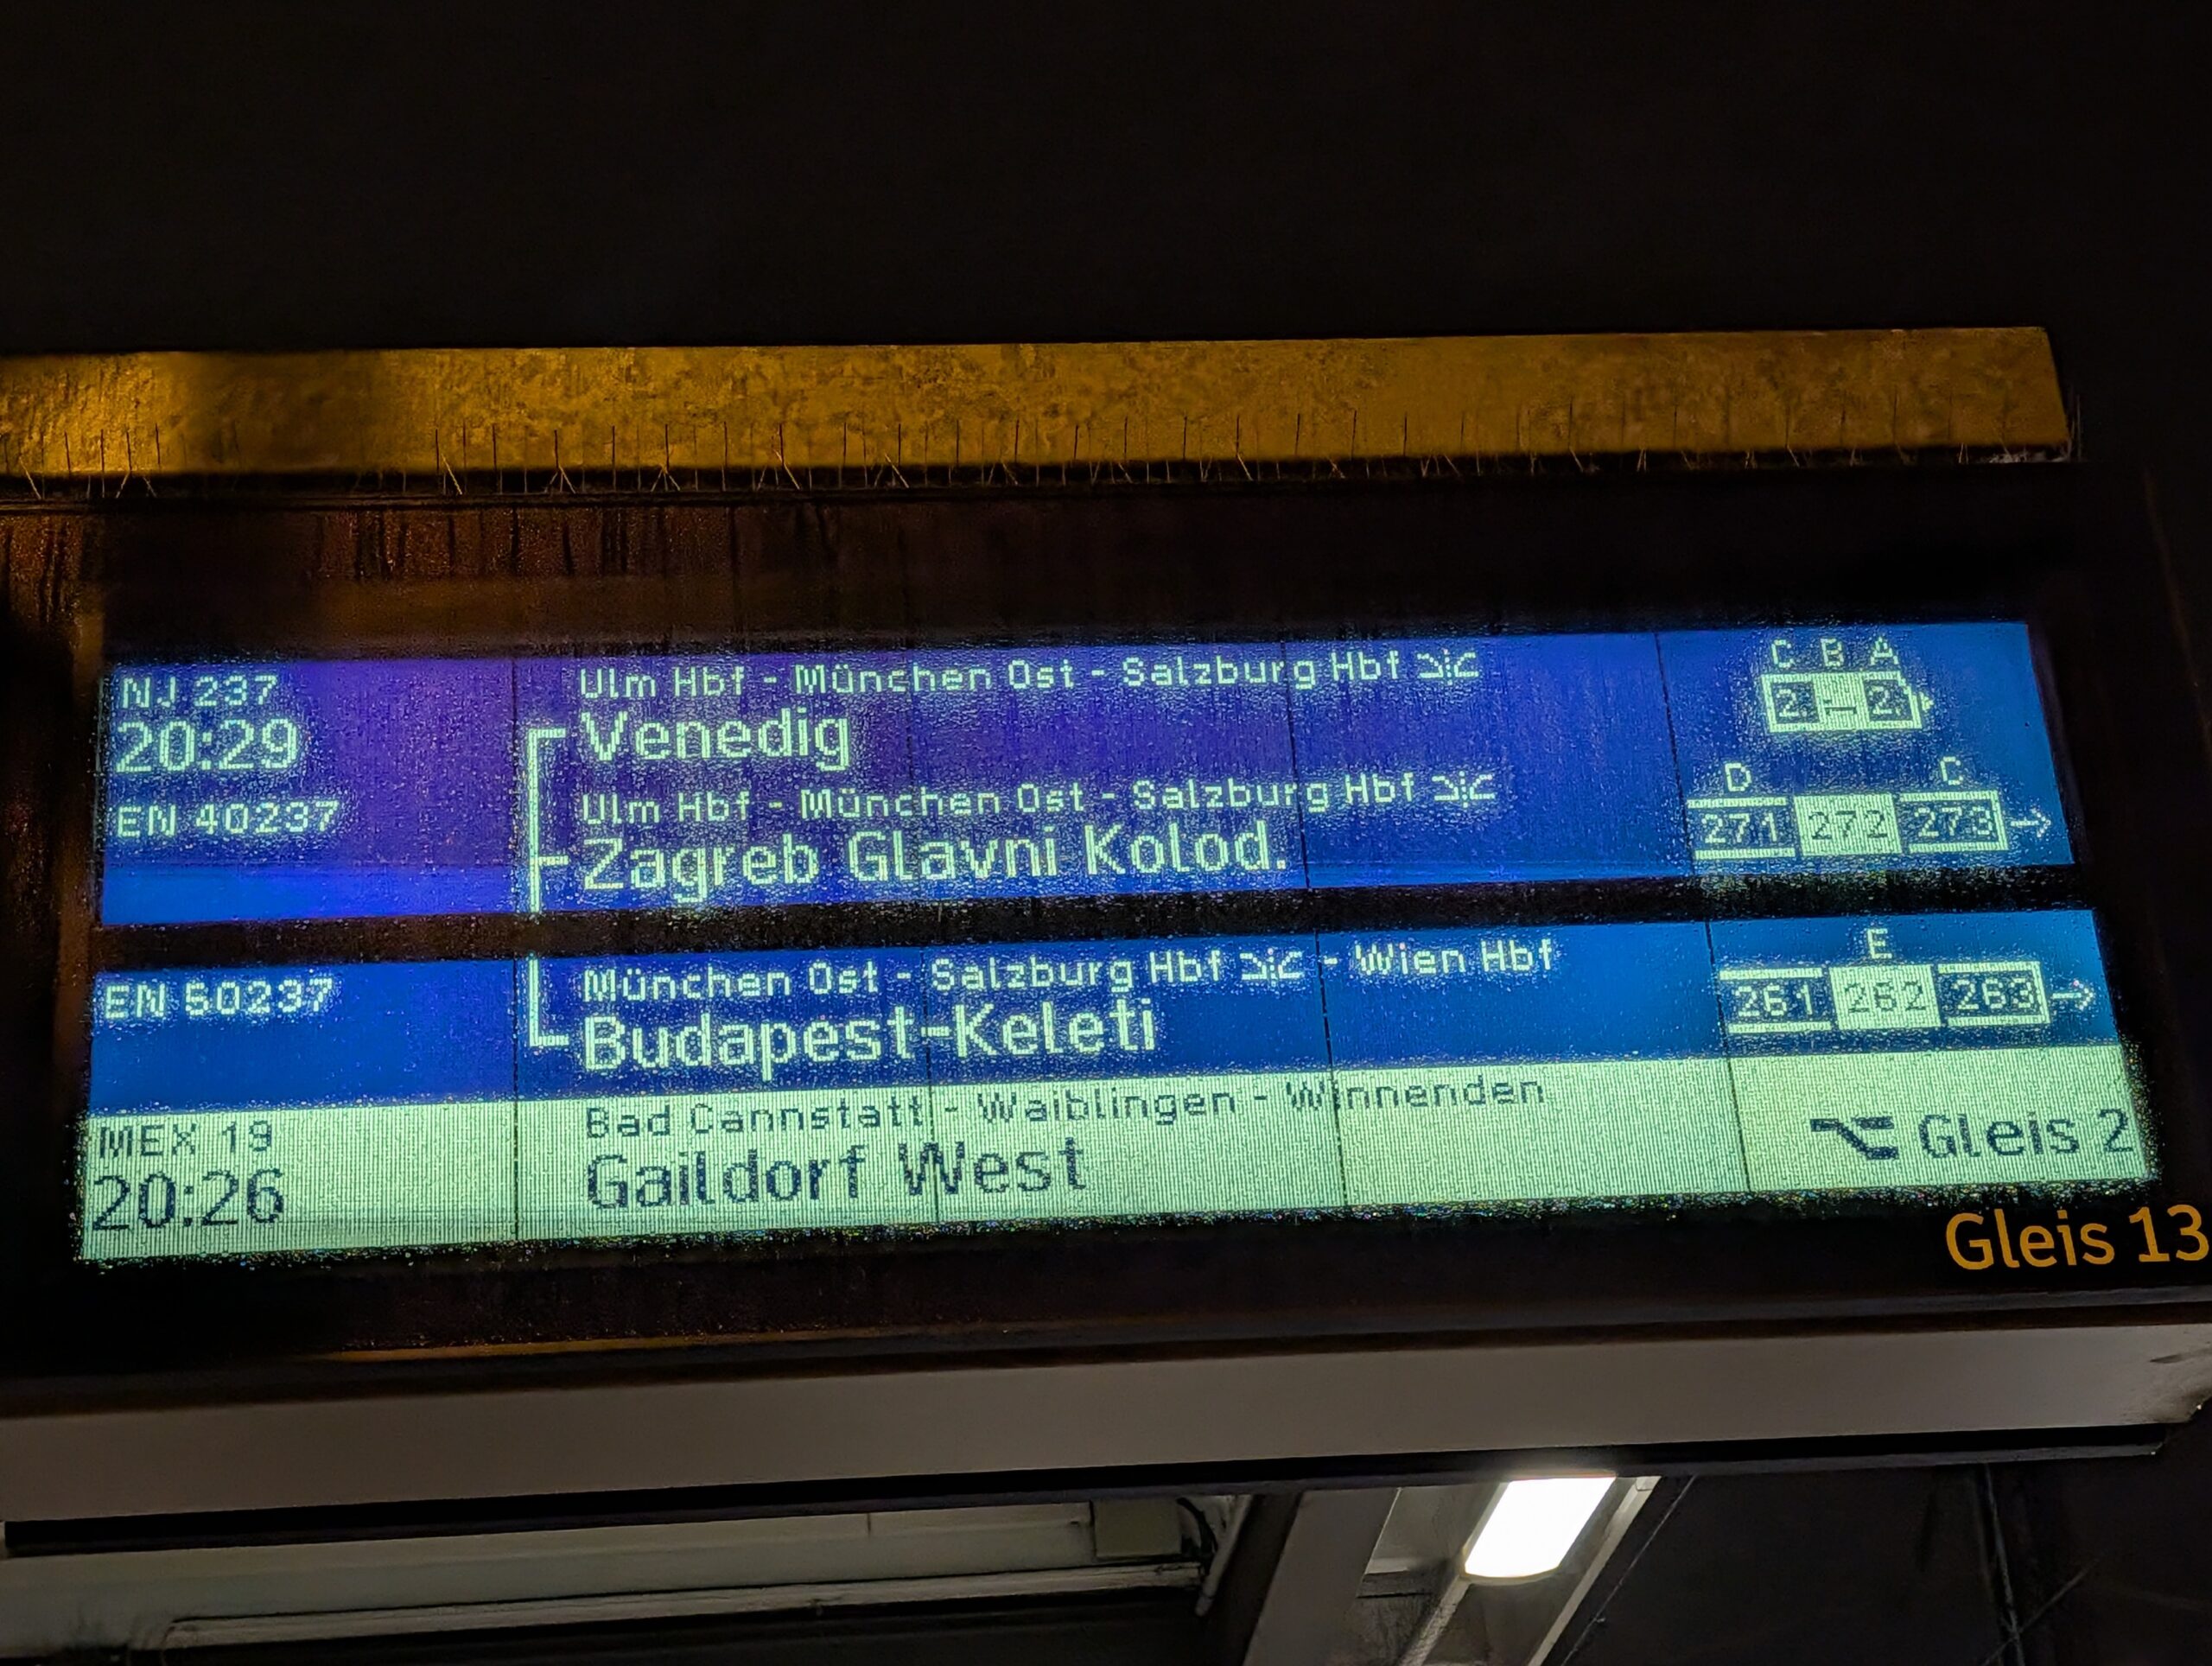 NJ 237 Ulm Hbf - München Ost - Salzburg Hbf C B A
20:29 Venedig 2. 2.
EN 40237 Ulm Hbf - München Ost - Salzburg Hbf D C
Zagreb Glavni Kolod. 271 272 273 →
EN 50237 München Ost - Salzburg Hbf - Wien Hbf E
Budapest-Keleti 261 262 263 →
MEX 19 Bad Cannstatt - Waiblingen - Winnenden
20:26 Gaildorf West Gleis 2
Gleis 13